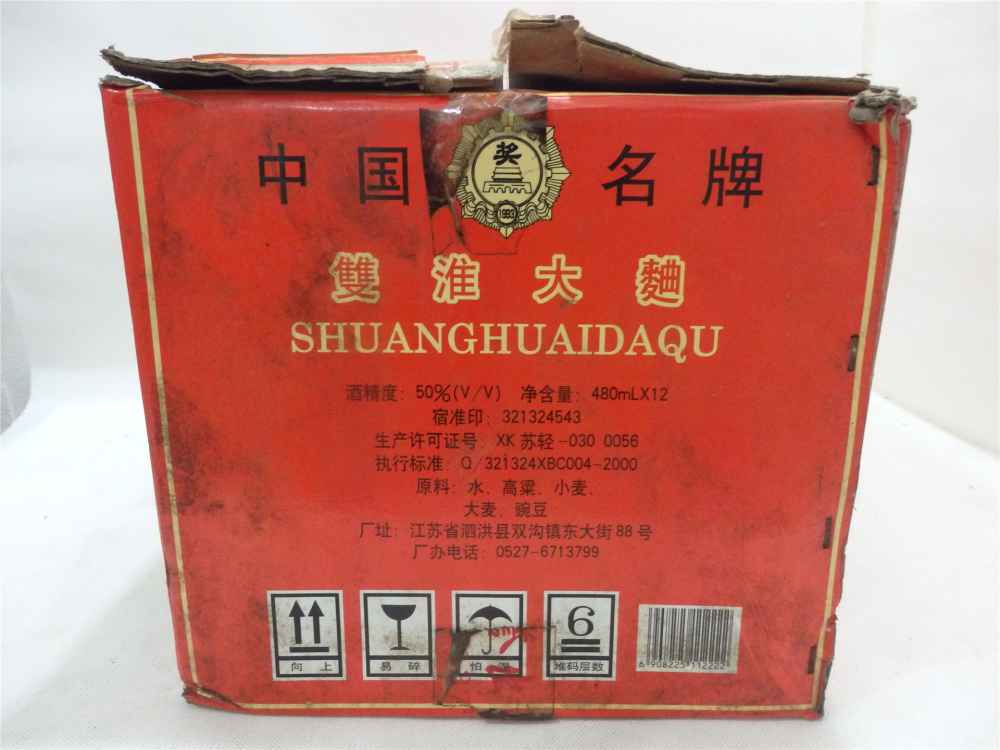 中国 奖 名牌
1993
雙淮大麯
SHUANGHUAIDAQU
酒精度：50%(V/V) 净含量：480mLX12
宿准印：321324543
生产许可证号：XK 苏轻-030 0056
执行标准：Q/321324XBC004-2000
原料：水、高粱、小麦、
大麦、豌豆
厂址：江苏省泗洪县双沟镇东大街88号
厂办电话：0527-6713799
6
向上 易碎 怕湿 堆码层数
6 908225 112222